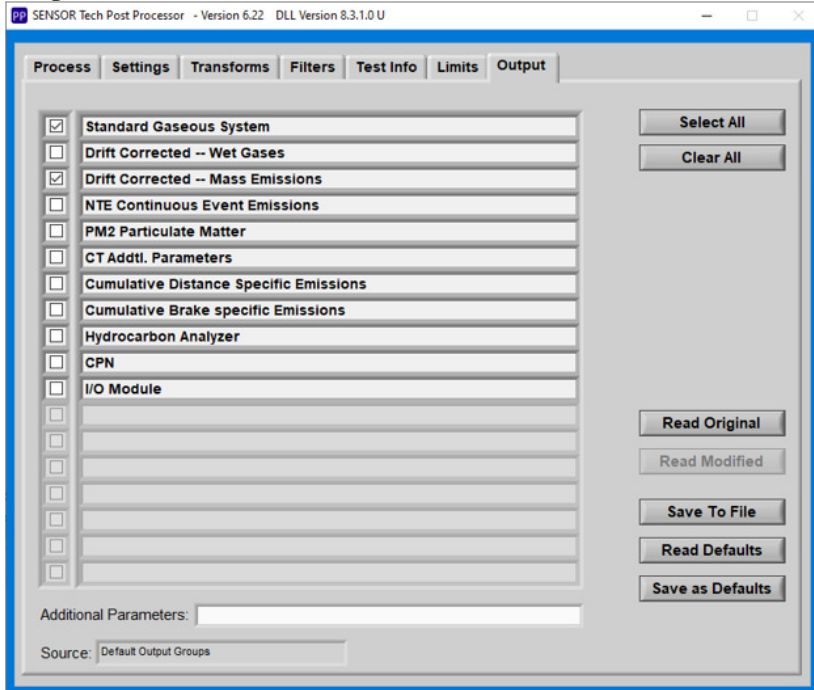 PP SENSOR Tech Post Processor - Version 6.22 DLL Version 8.3.1.0 U
Process Settings Transforms Filters Test Info Limits Output
Standard Gaseous System
Drift Corrected -- Wet Gases
Drift Corrected -- Mass Emissions
NTE Continuous Event Emissions
PM2 Particulate Matter
CT Addtl. Parameters
Cumulative Distance Specific Emissions
Cumulative Brake specific Emissions
Hydrocarbon Analyzer
CPN
I/O Module
Select All
Clear All
Read Original
Read Modified
Save To File
Read Defaults
Save as Defaults
Additional Parameters:
Source: Default Output Groups